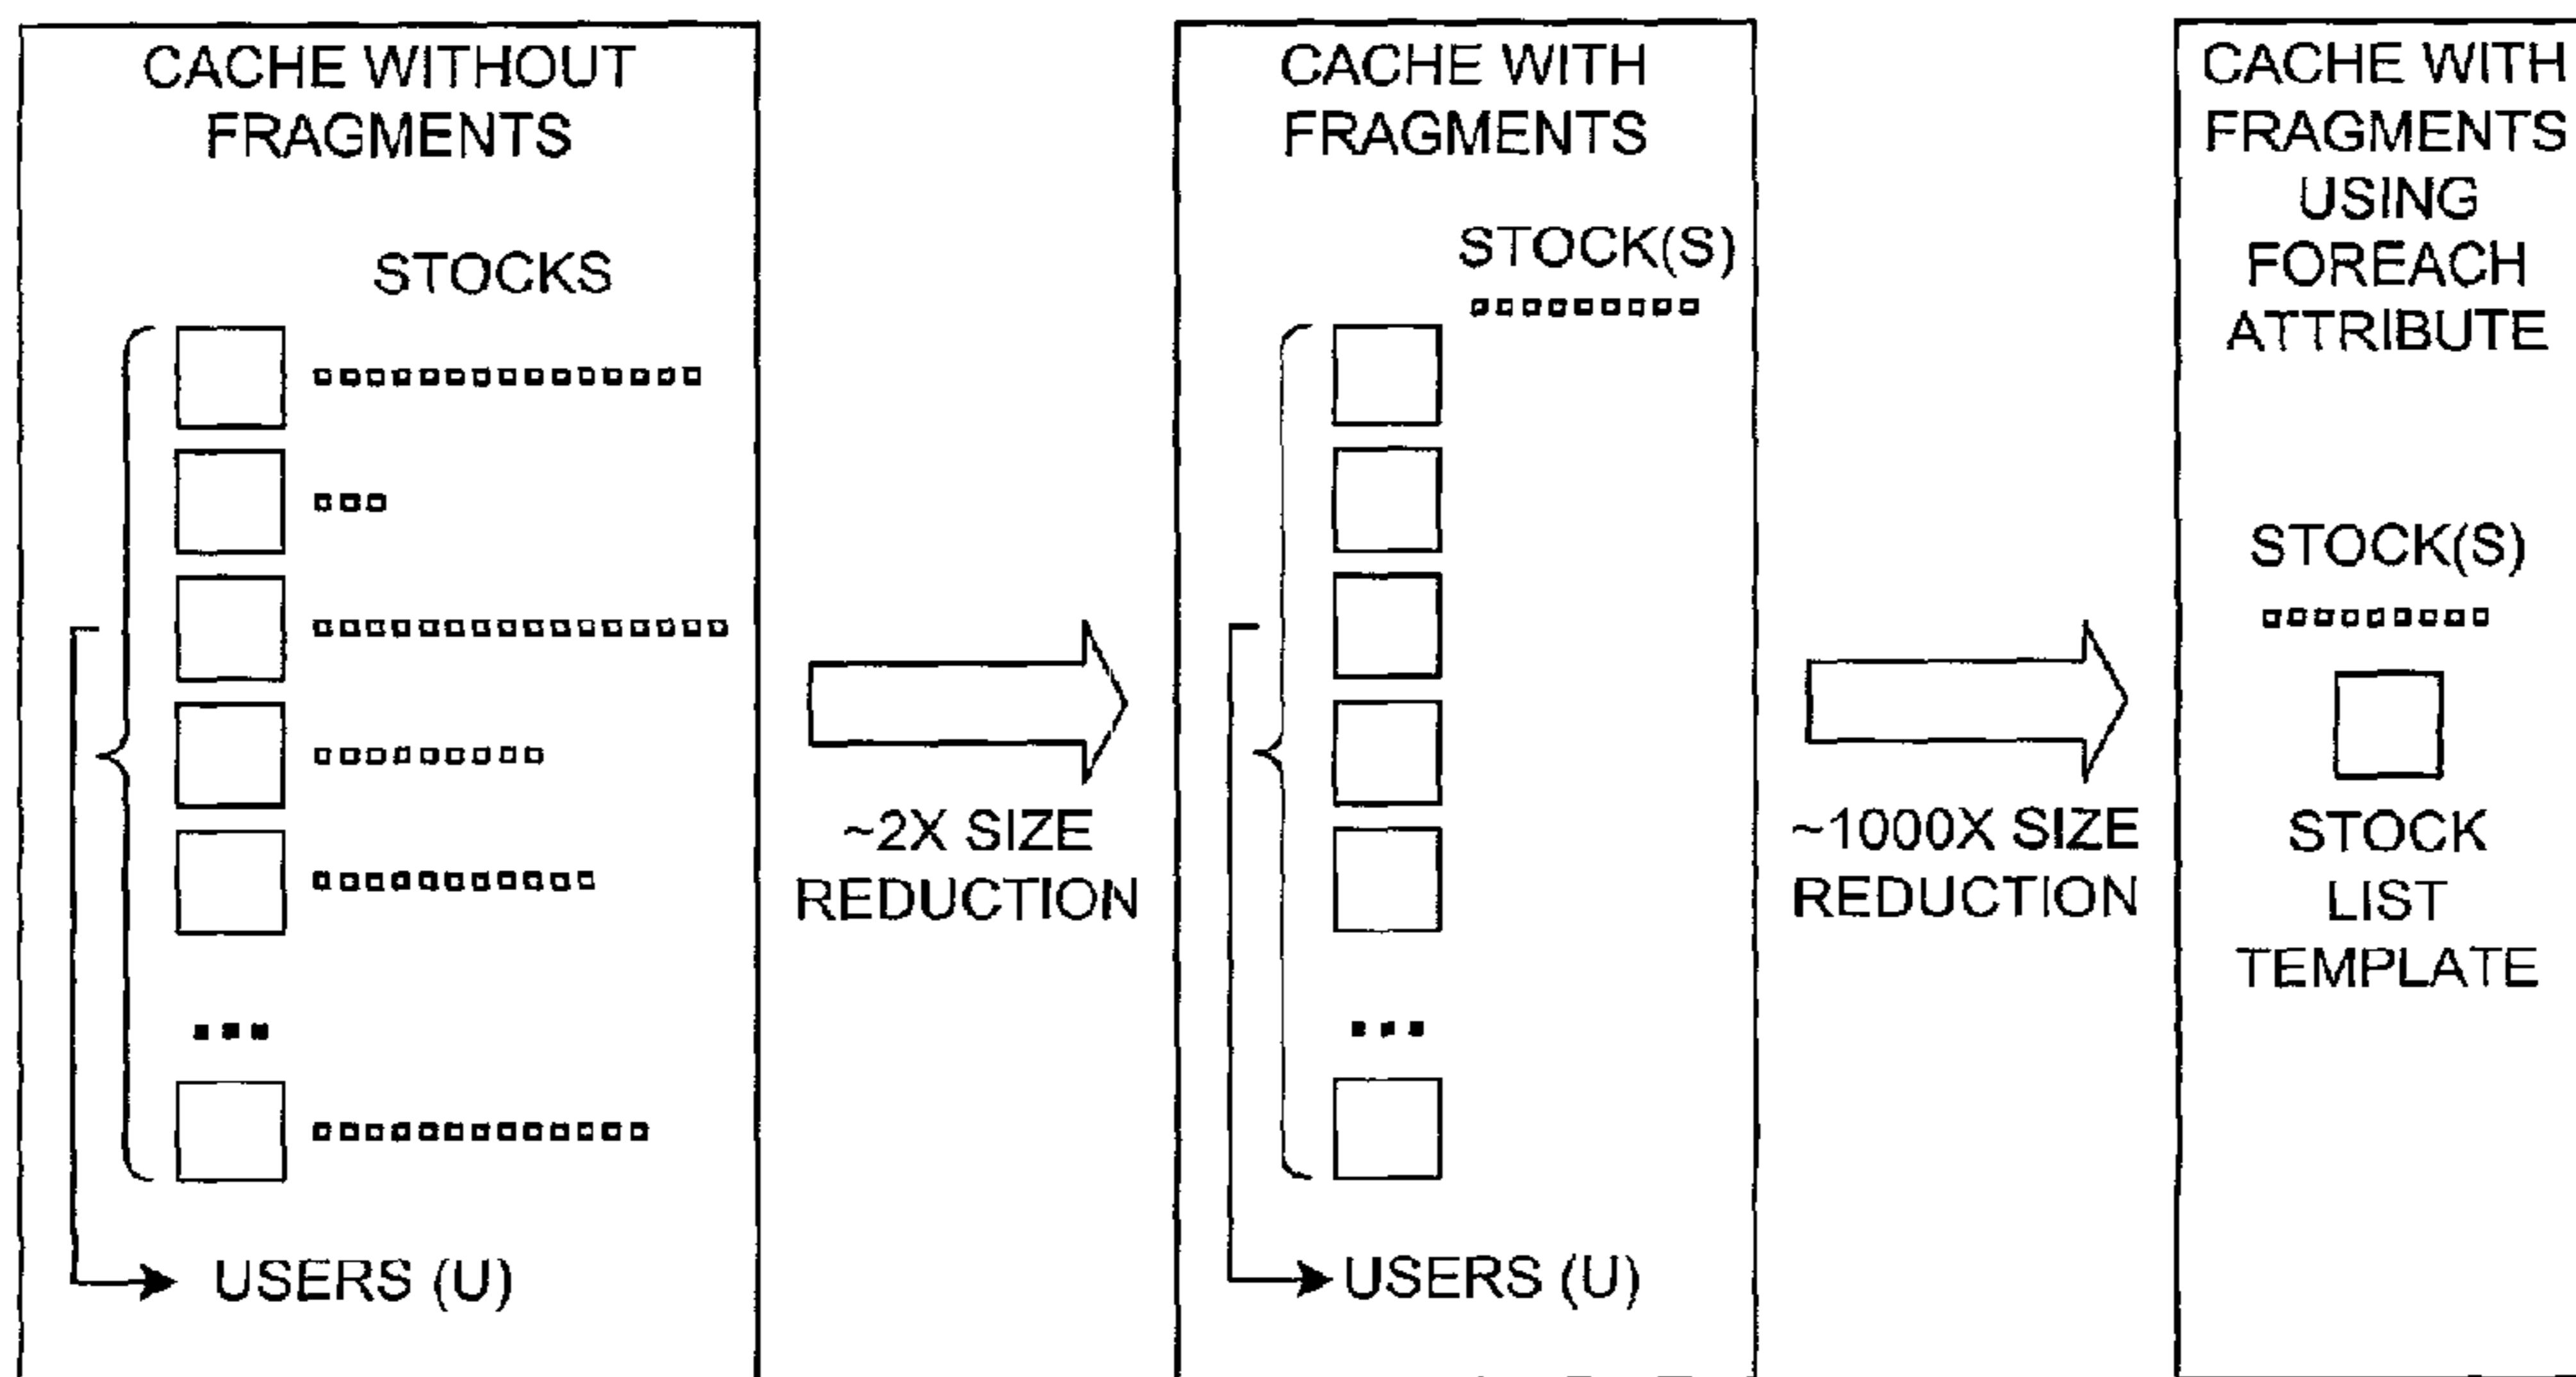 CACHE WITHOUT
FRAGMENTS
STOCKS
USERS (U)
~2X SIZE
REDUCTION
CACHE WITH
FRAGMENTS
STOCK(S)
USERS (U)
~1000X SIZE
REDUCTION
CACHE WITH
FRAGMENTS
USING
FOREACH
ATTRIBUTE
STOCK(S)
STOCK
LIST
TEMPLATE